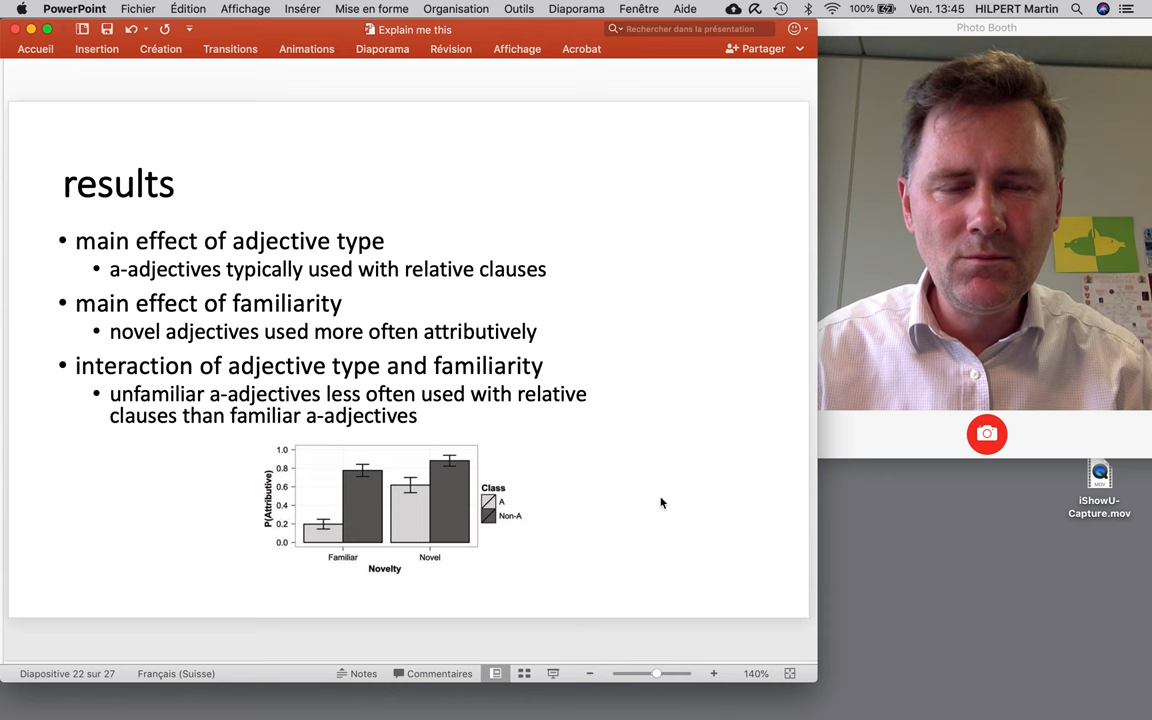 PowerPoint Fichier Édition Affichage Insérer Mise en forme Organisation Outils Diaporama Fenêtre Aide 100% Ven. 13:45 HILPERT Martin
Explain me this
Rechercher dans la présentation
Photo Booth
Accueil Insertion Création Transitions Animations Diaporama Révision Affichage Acrobat Partager
results
• main effect of adjective type
• a-adjectives typically used with relative clauses
• main effect of familiarity
• novel adjectives used more often attributively
• interaction of adjective type and familiarity
• unfamiliar a-adjectives less often used with relative
clauses than familiar a-adjectives
P(Attributive)
1.0
0.8
0.6
0.4
0.2
0.0
Familiar Novel
Novelty
Class
A
Non-A
MOV
iShowU-
Capture.mov
Diapositive 22 sur 27 Français (Suisse) Notes Commentaires 140%